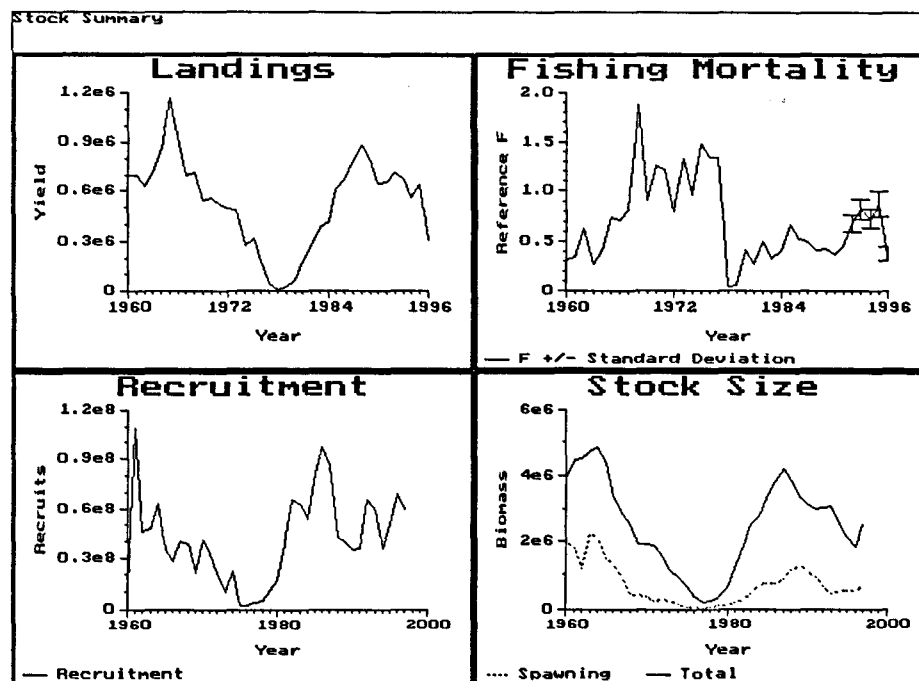 Stock Summary
Landings
1.2e6
0.9e6
0.6e6
0.3e6
0
Yield
1960 1972 1984 1996
Year
Fishing Mortality
2.0
1.5
1.0
0.5
0.0
Reference F
1960 1972 1984 1996
Year
F +/- Standard Deviation
Recruitment
1.2e8
0.9e8
0.6e8
0.3e8
0
Recruits
1960 1980 2000
Year
Recruitment
Stock Size
6e6
4e6
2e6
0
Biomass
1960 1980 2000
Year
Spawning Total